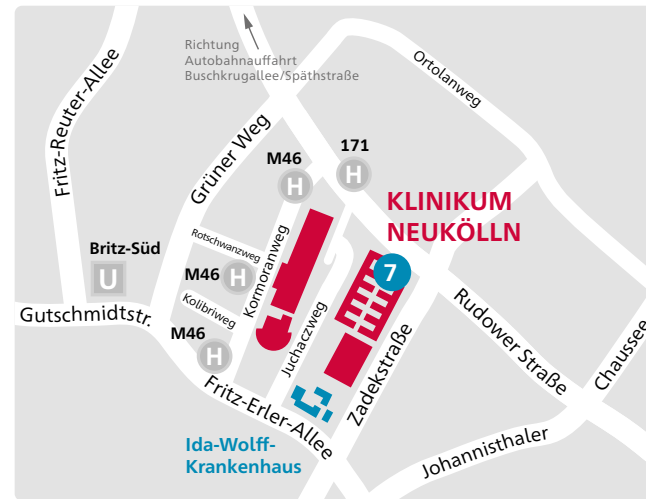 Richtung
Autobahnauffahrt
Buschkrugallee/Späthstraße
Ortolanweg
Fritz-Reuter-Allee
Grüner Weg
171
M46
H
H
KLINIKUM
NEUKÖLLN
Rotschwanzweg
Kormoranweg
Britz-Süd
U
M46
H
7
Kolibriweg
Juchaczweg
Gutschmidtstr.
M46
H
Zadekstraße
Rudower Straße
Chaussee
Fritz-Erler-Allee
Johannisthaler
Ida-Wolff-
Krankenhaus